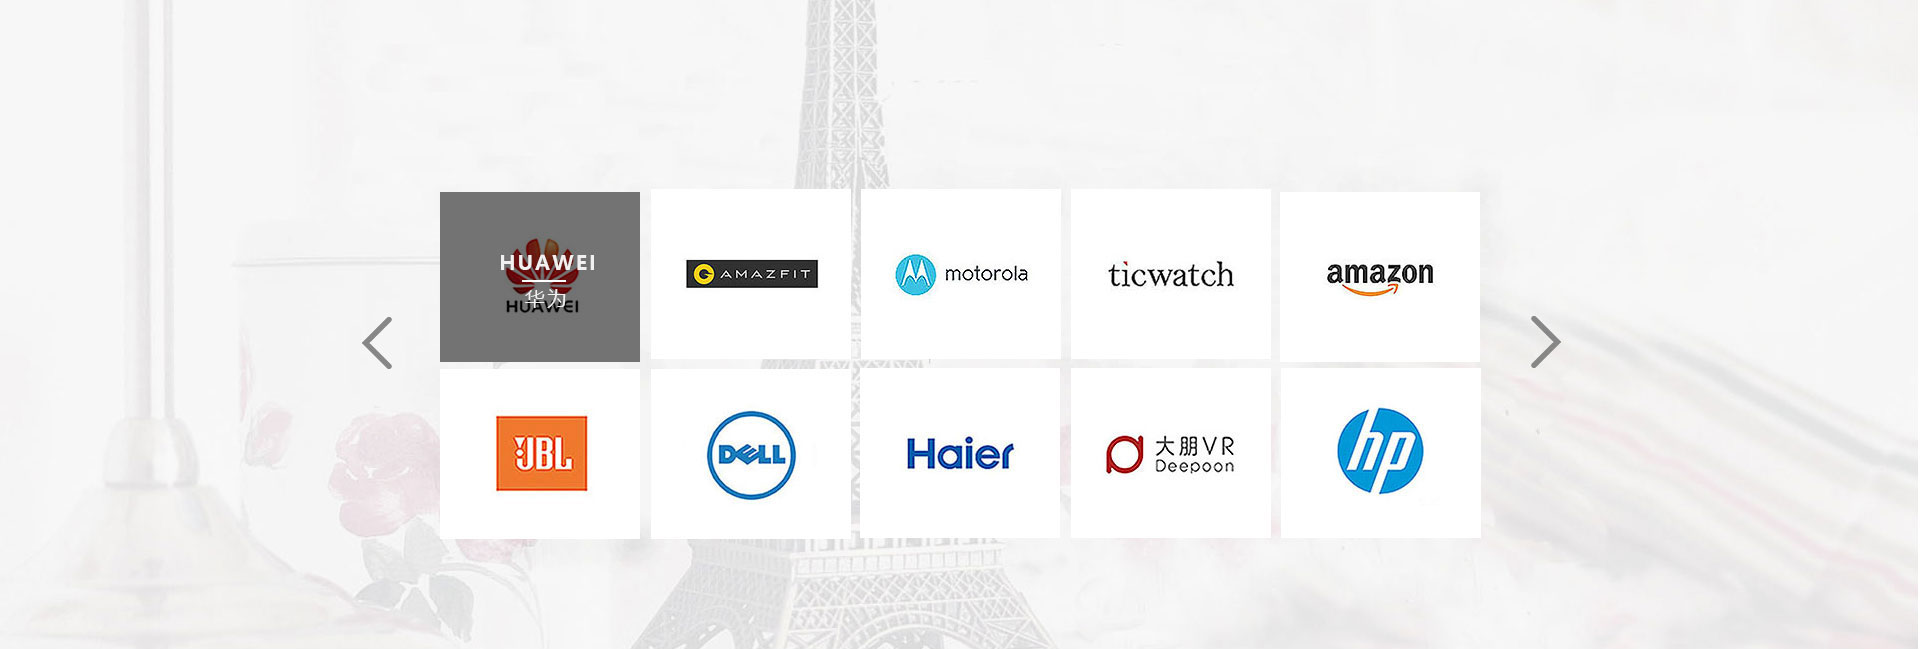 HUAWEI
华为
HUAWEI
AMAZFIT
motorola
ticwatch
amazon
JBL
DELL
Haier
大朋VR
Deepoon
hp